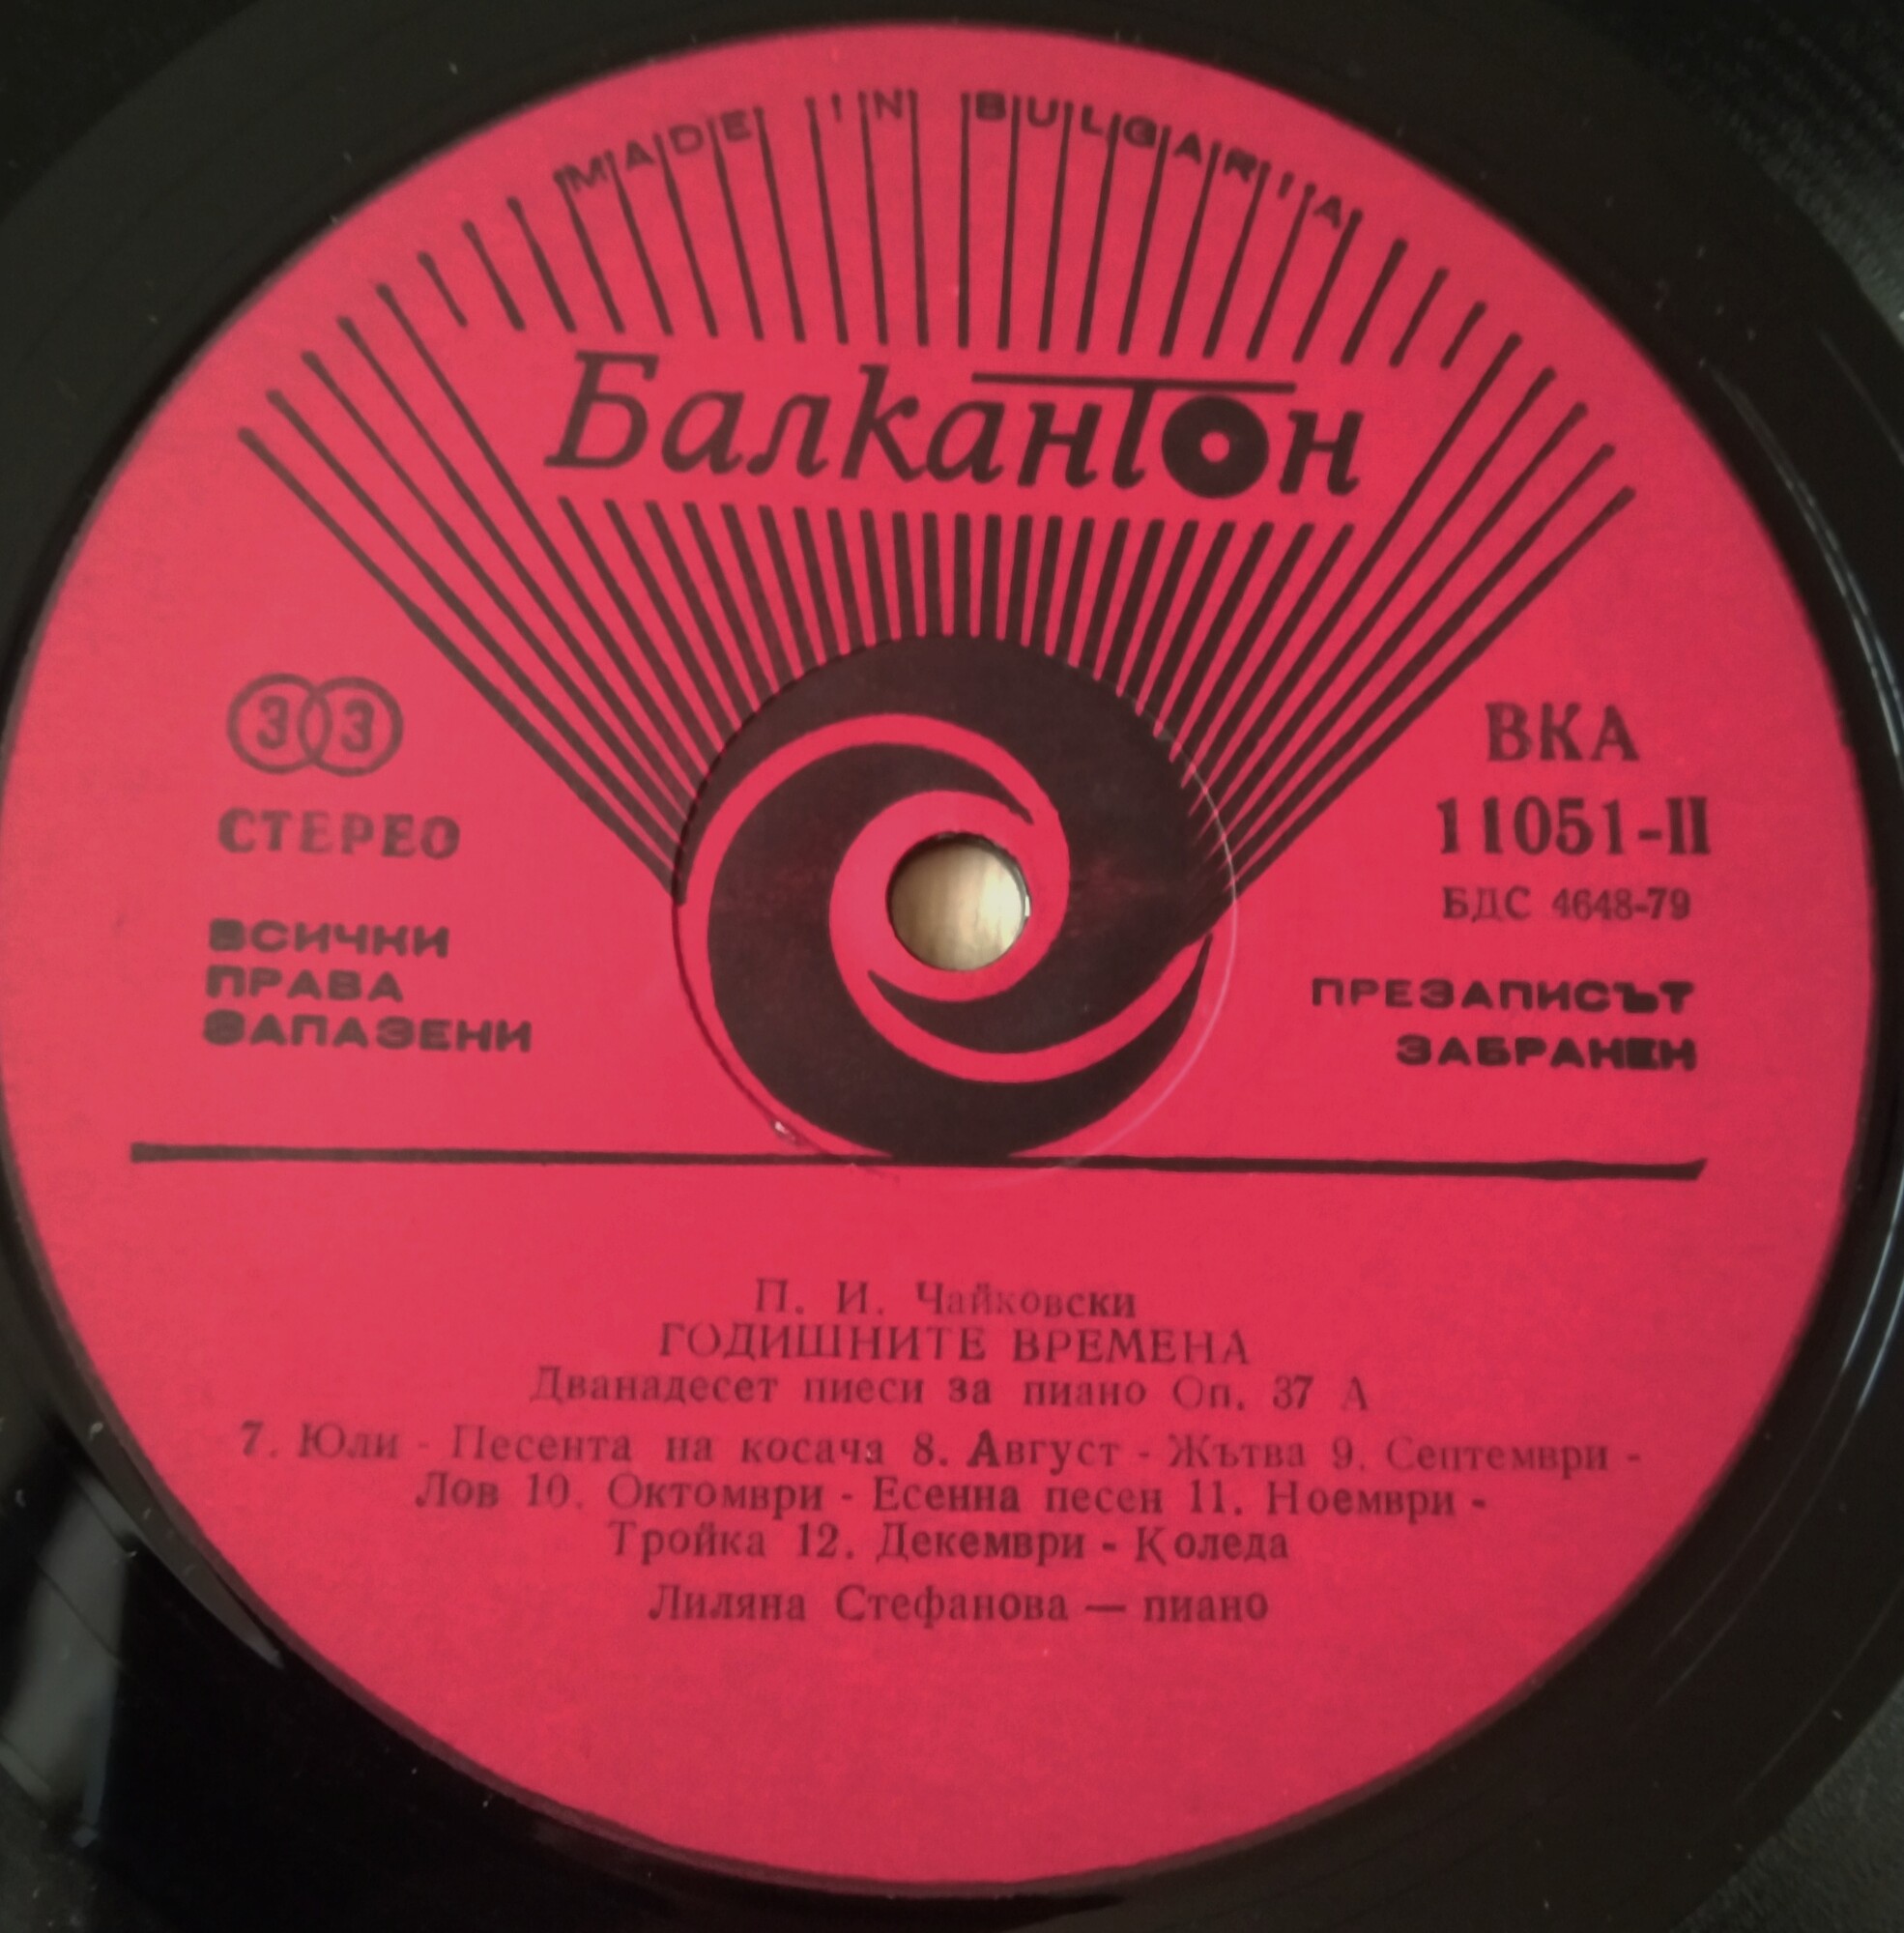 MADE IN BULGARIA
Балкантон
33
СТЕРЕО
ВСИЧКИ
ПРАВА
ЗАПАЗЕНИ
ВКА
11051-II
БДС 4648-79
ПРЕЗАПИСЪТ
ЗАБРАНЕН
П. И. Чайковски
ГОДИШНИТЕ ВРЕМЕНА
Дванадесет пиеси за пиано Оп. 37 А
7. Юли - Песента на косача 8. Август - Жътва 9. Септември -
Лов 10. Октомври - Есенна песен 11. Ноември -
Тройка 12. Декември - Коледа
Лиляна Стефанова — пиано